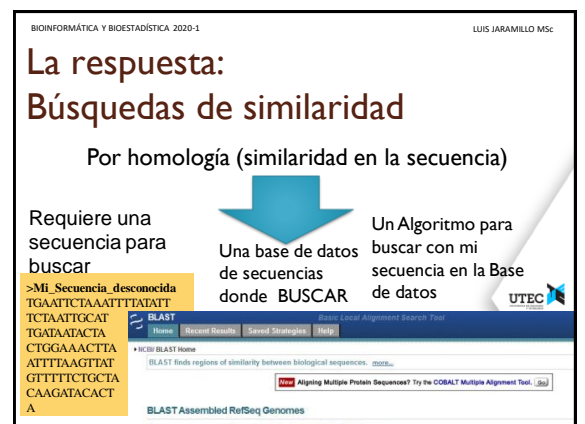 BIOINFORMÁTICA Y BIOESTADÍSTICA 2020-1
LUIS JARAMILLO MSc
La respuesta:
Búsquedas de similaridad
Por homología (similaridad en la secuencia)
Requiere una
secuencia para
buscar
Una base de datos
de secuencias
donde BUSCAR
Un Algoritmo para
buscar con mi
secuencia en la Base
de datos
UTEC
>Mi_Secuencia_desconocida
TGAATTCTAAATTTTATATT
TCTAATTGCAT
TGATAATACTA
CTGGAAACTTA
ATTTTAAGTTAT
GTTTTTCTGCTA
CAAGATACACT
A
BLAST
Basic Local Alignment Search Tool
Home Recent Results Saved Strategies Help
NCBI/ BLAST Home
BLAST finds regions of similarity between biological sequences. more...
New Aligning Multiple Protein Sequences? Try the COBALT Multiple Alignment Tool. Go
BLAST Assembled RefSeq Genomes